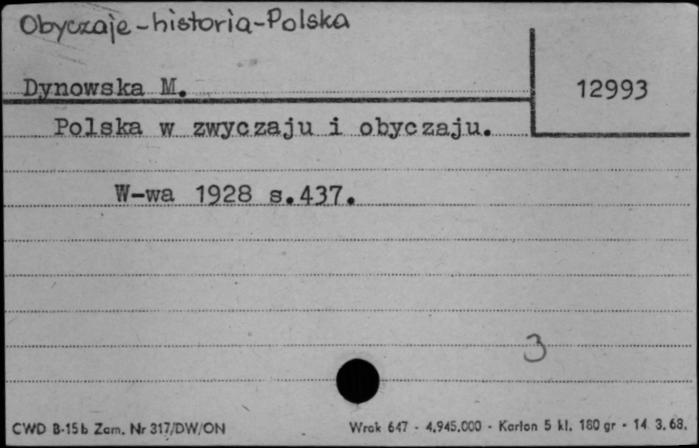 Obyczaje-historia-Polska
Dynowska M.
12993
Polska w zwyczaju i obyczaju.
W-wa 1928 s.437.
3
CWD B-15b Zam. Nr 317/DW/ON
Wrak 647 - 4.945.000 - Karton 5 kl. 180 gr - 14. 3. 68.